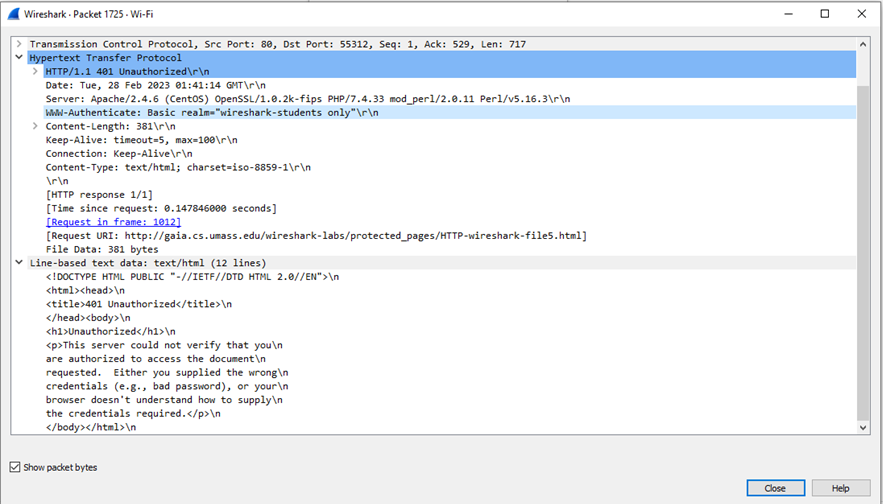 Wireshark · Packet 1725 · Wi-Fi
Transmission Control Protocol, Src Port: 80, Dst Port: 55312, Seq: 1, Ack: 529, Len: 717
Hypertext Transfer Protocol
HTTP/1.1 401 Unauthorized\r\n
Date: Tue, 28 Feb 2023 01:41:14 GMT\r\n
Server: Apache/2.4.6 (CentOS) OpenSSL/1.0.2k-fips PHP/7.4.33 mod_perl/2.0.11 Perl/v5.16.3\r\n
WWW-Authenticate: Basic realm="wireshark-students only"\r\n
Content-Length: 381\r\n
Keep-Alive: timeout=5, max=100\r\n
Connection: Keep-Alive\r\n
Content-Type: text/html; charset=iso-8859-1\r\n
\r\n
[HTTP response 1/1]
[Time since request: 0.147846000 seconds]
[Request in frame: 1012]
[Request URI: http://gaia.cs.umass.edu/wireshark-labs/protected_pages/HTTP-wireshark-file5.html]
File Data: 381 bytes
Line-based text data: text/html (12 lines)
<!DOCTYPE HTML PUBLIC "-//IETF//DTD HTML 2.0//EN">\n
<html><head>\n
<title>401 Unauthorized</title>\n
</head><body>\n
<h1>Unauthorized</h1>\n
<p>This server could not verify that you\n
are authorized to access the document\n
requested.  Either you supplied the wrong\n
credentials (e.g., bad password), or your\n
browser doesn't understand how to supply\n
the credentials required.</p>\n
</body></html>\n
Show packet bytes
Close
Help